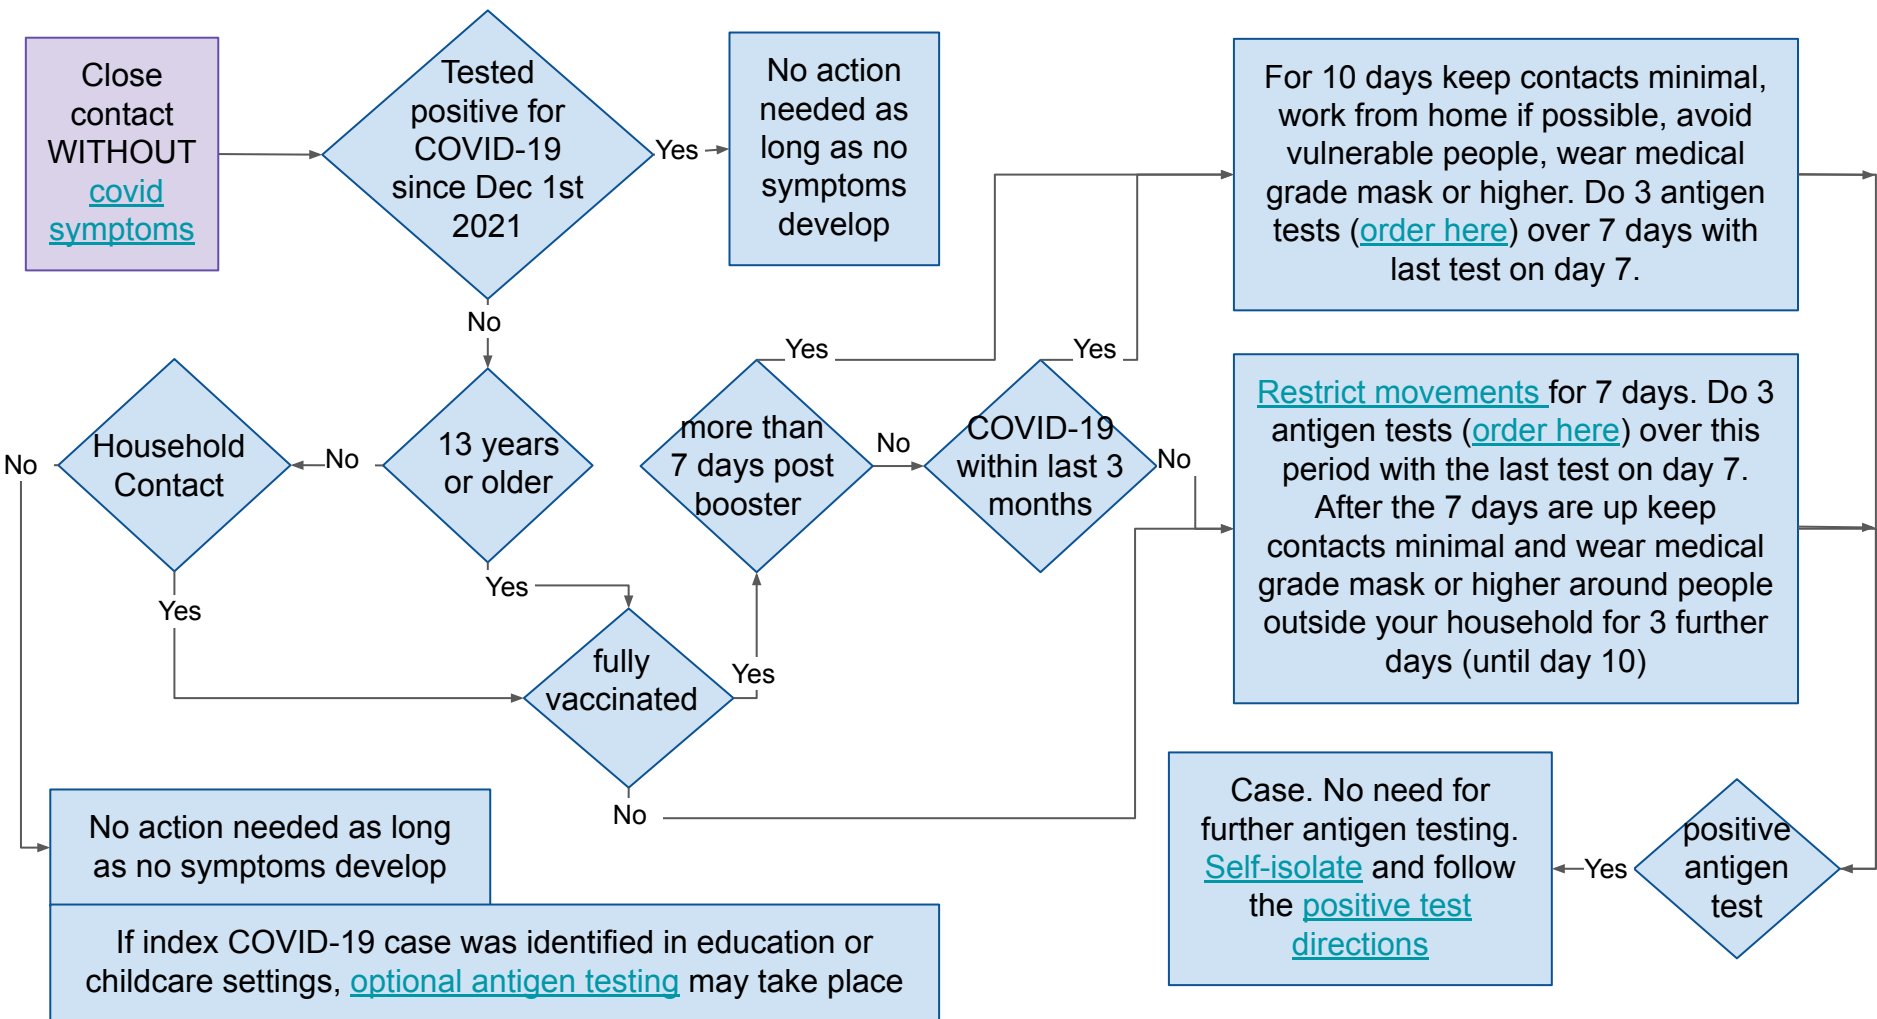 Close
contact
WITHOUT
covid
symptoms
Tested
positive for
COVID-19
since Dec 1st
2021
Yes
No action
needed as
long as no
symptoms
develop
No
13 years
or older
No
Household
Contact
No
Yes
Yes
fully
vaccinated
Yes
No
more than
7 days post
booster
Yes
No
COVID-19
within last 3
months
Yes
No
For 10 days keep contacts minimal,
work from home if possible, avoid
vulnerable people, wear medical
grade mask or higher. Do 3 antigen
tests (order here) over 7 days with
last test on day 7.
Restrict movements for 7 days. Do 3
antigen tests (order here) over this
period with the last test on day 7.
After the 7 days are up keep
contacts minimal and wear medical
grade mask or higher around people
outside your household for 3 further
days (until day 10)
positive
antigen
test
Yes
Case. No need for
further antigen testing.
Self-isolate and follow
the positive test
directions
No action needed as long
as no symptoms develop
If index COVID-19 case was identified in education or
childcare settings, optional antigen testing may take place